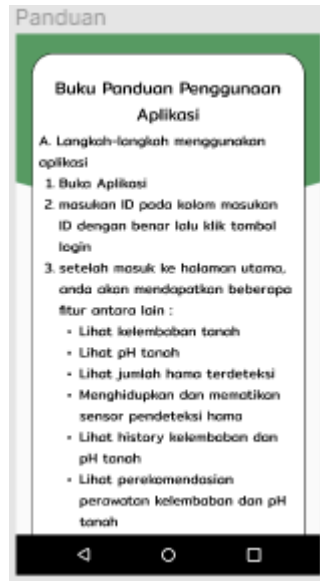 Panduan
Buku Panduan Penggunaan
Aplikasi
A. Langkah-langkah menggunakan
aplikasi
1. Buka Aplikasi
2. masukan ID pada kolom masukan
ID dengan benar lalu klik tombol
login
3. setelah masuk ke halaman utama,
anda akan mendapatkan beberapa
fitur antara lain :
• Lihat kelembaban tanah
• Lihat pH tanah
• Lihat jumlah hama terdeteksi
• Menghidupkan dan mematikan
sensor pendeteksi hama
• Lihat history kelembaban dan
pH tanah
• Lihat perekomendasian
perawatan kelembaban dan pH
tanah